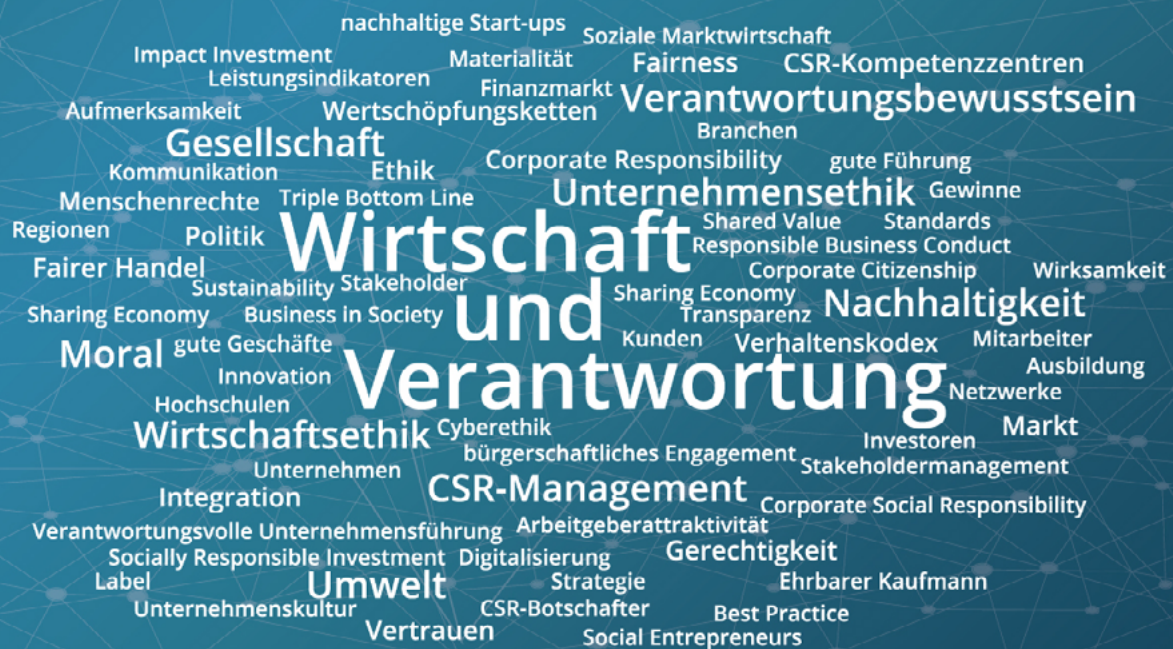 nachhaltige Start-ups
Soziale Marktwirtschaft
Impact Investment
Materialität
Fairness
CSR-Kompetenzzentren
Leistungsindikatoren
Finanzmarkt
Verantwortungsbewusstsein
Aufmerksamkeit
Wertschöpfungsketten
Branchen
Gesellschaft
Corporate Responsibility
gute Führung
Kommunikation
Ethik
Unternehmensethik
Gewinne
Menschenrechte
Triple Bottom Line
Shared Value
Standards
Regionen
Politik
Wirtschaft
Responsible Business Conduct
Fairer Handel
Corporate Citizenship
Wirksamkeit
Sustainability
Stakeholder
Sharing Economy
Nachhaltigkeit
Sharing Economy
Business in Society
und
Transparenz
Kunden
Verhaltenskodex
Mitarbeiter
Moral
gute Geschäfte
Ausbildung
Innovation
Verantwortung
Netzwerke
Hochschulen
Wirtschaftsethik
Cyberethik
Markt
Investoren
bürgerschaftliches Engagement
Stakeholdermanagement
Unternehmen
CSR-Management
Integration
Corporate Social Responsibility
Verantwortungsvolle Unternehmensführung
Arbeitgeberattraktivität
Socially Responsible Investment
Digitalisierung
Gerechtigkeit
Label
Umwelt
Strategie
Ehrbarer Kaufmann
Unternehmenskultur
CSR-Botschafter
Best Practice
Vertrauen
Social Entrepreneurs